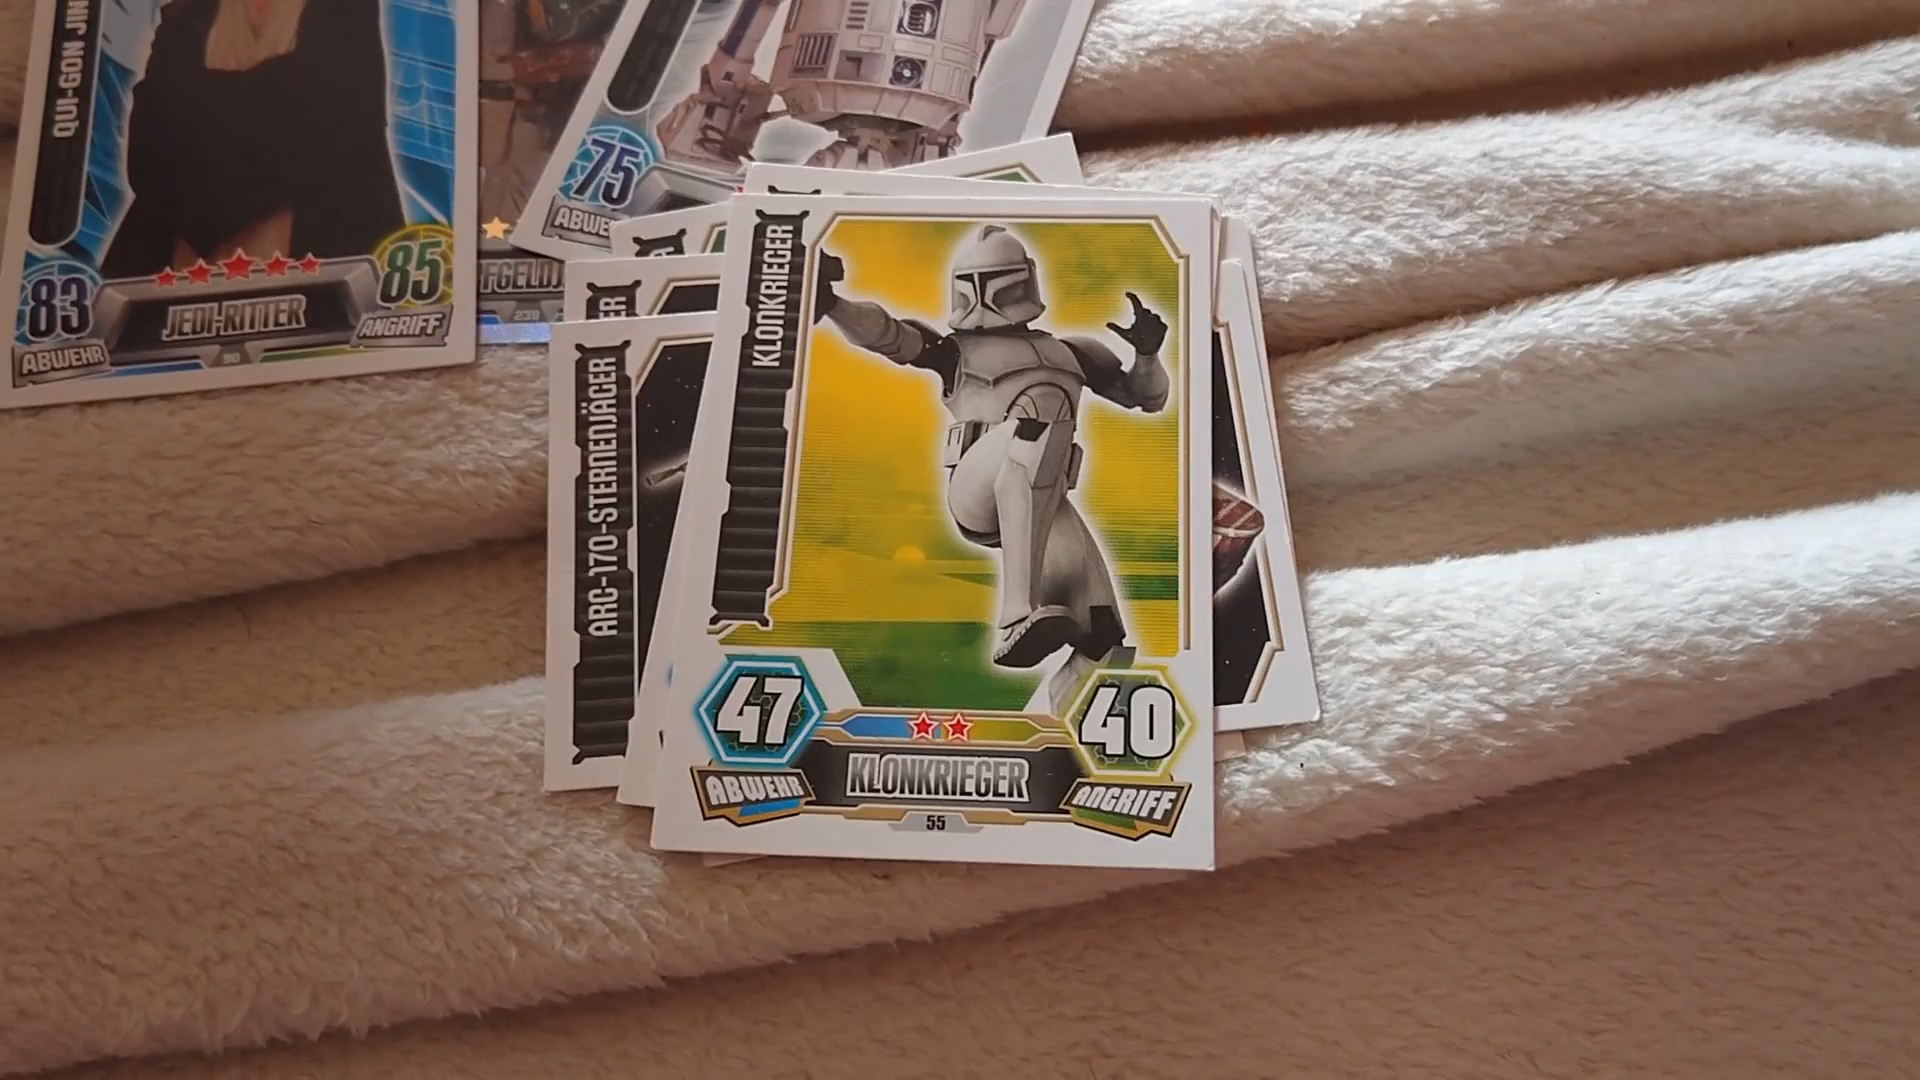 QUI-GON JIN
83
ABWEHR
JEDI-RITTER
90
85
ANGRIFF
239
75
ABWE
ARC-170-STERNENJÄGER
KLONKRIEGER
47
ABWEHR
KLONKRIEGER
55
40
ANGRIFF